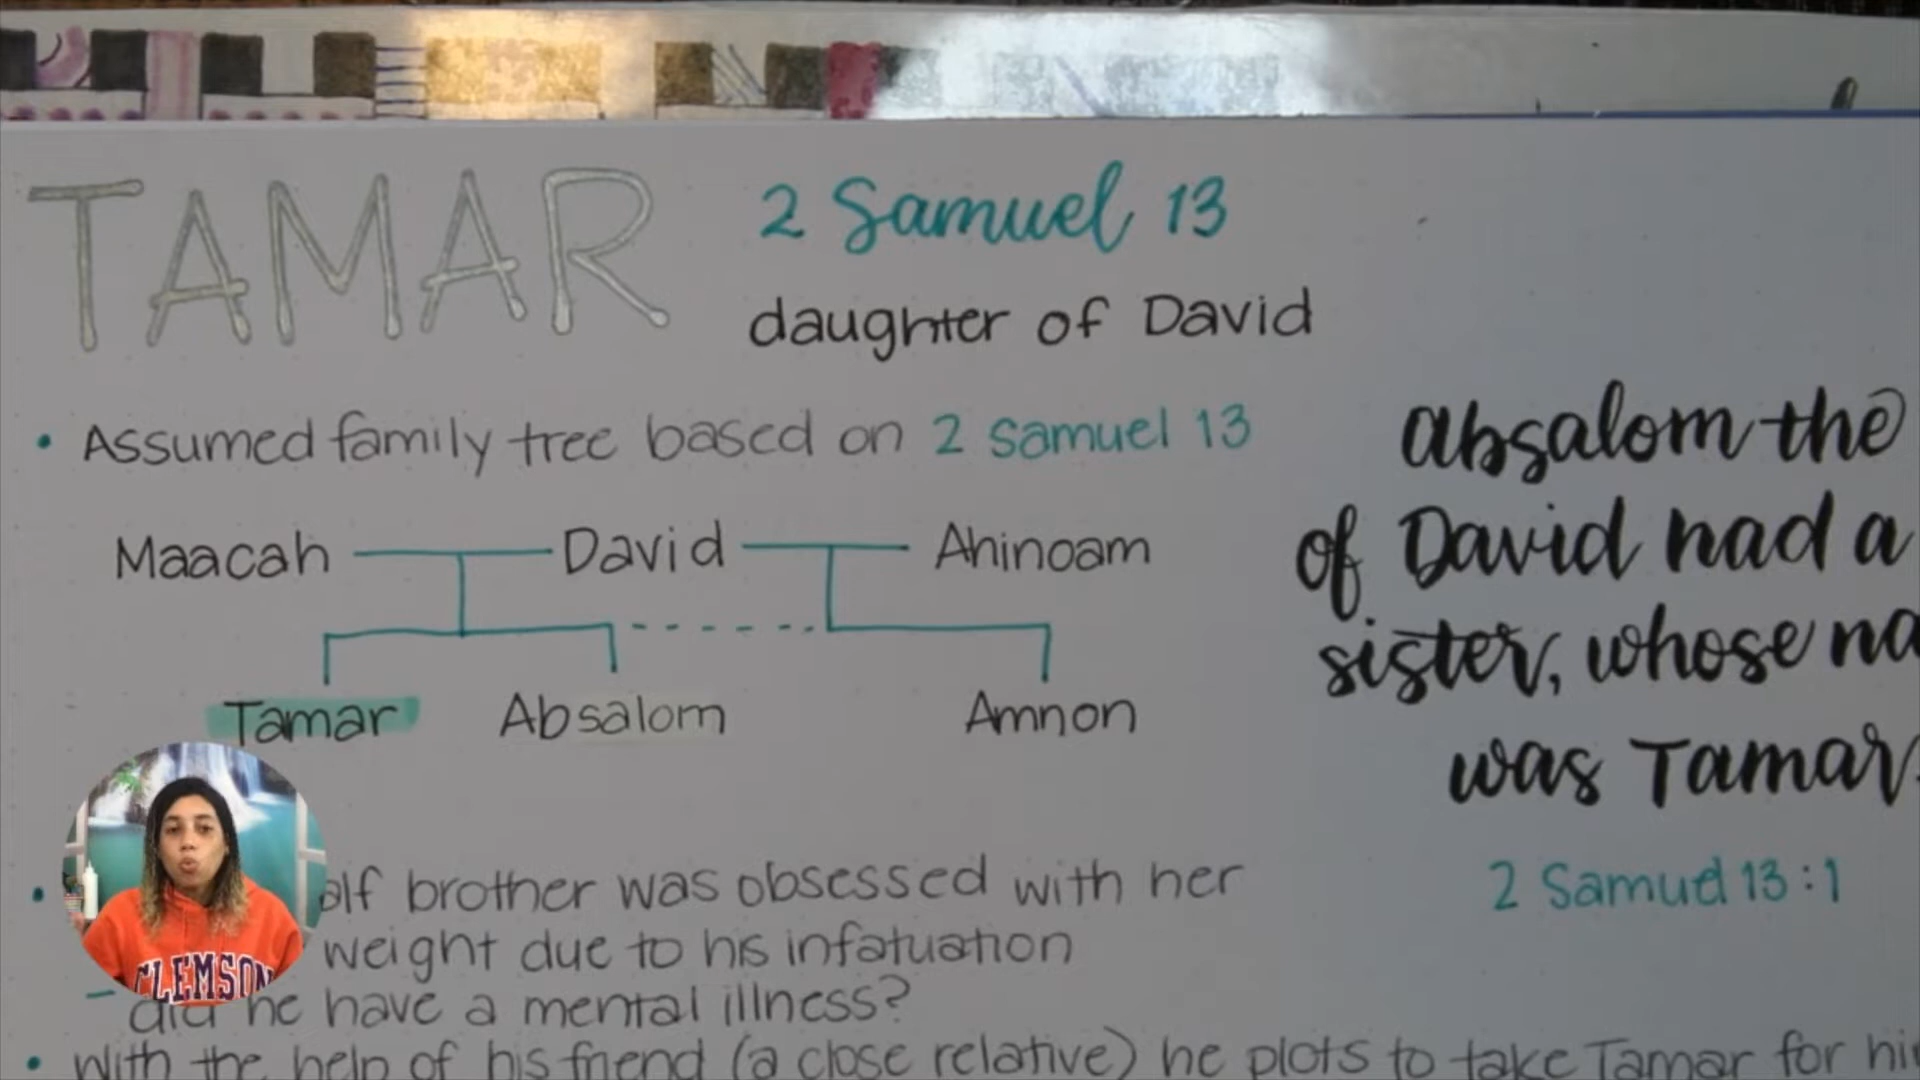 TAMAR
2 Samuel 13
daughter of David
• Assumed family tree based on 2 Samuel 13
Maacah David Ahinoam
Tamar Absalom Amnon
absalom the
of David had a
sister, whose na
was Tamar.
2 Samuel 13:1
• alf brother was obsessed with her
weight due to his infatuation
- did he have a mental illness?
• With the help of his friend (a close relative) he plots to take Tamar for hi
CLEMSON